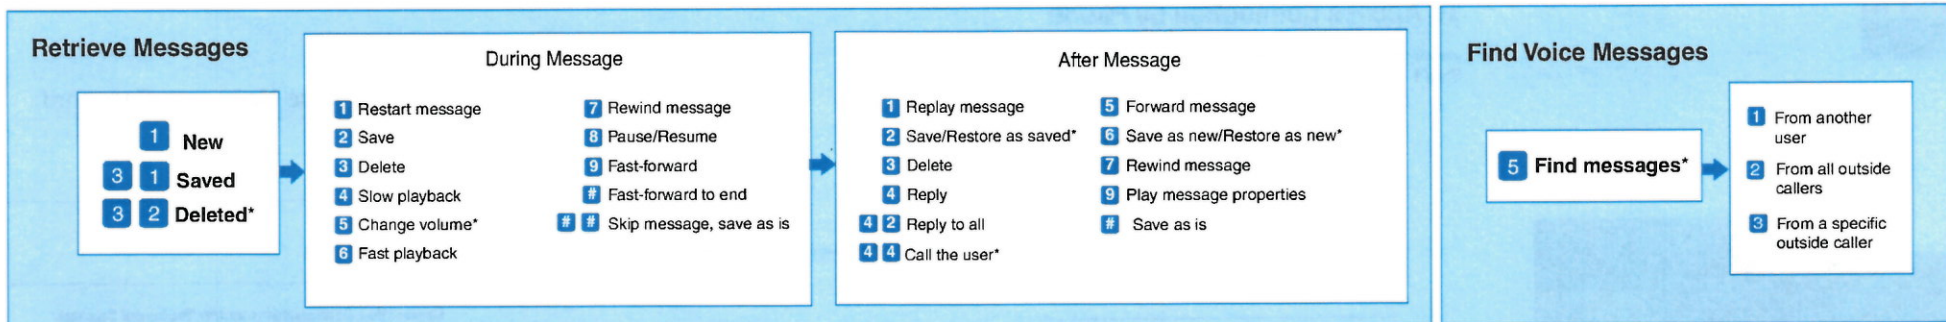 Retrieve Messages
1 New
3 1 Saved
3 2 Deleted*
During Message
1 Restart message
2 Save
3 Delete
4 Slow playback
5 Change volume*
6 Fast playback
7 Rewind message
8 Pause/Resume
9 Fast-forward
# Fast-forward to end
# # Skip message, save as is
After Message
1 Replay message
2 Save/Restore as saved*
3 Delete
4 Reply
4 2 Reply to all
4 4 Call the user*
5 Forward message
6 Save as new/Restore as new*
7 Rewind message
9 Play message properties
# Save as is
Find Voice Messages
5 Find messages*
1 From another
user
2 From all outside
callers
3 From a specific
outside caller